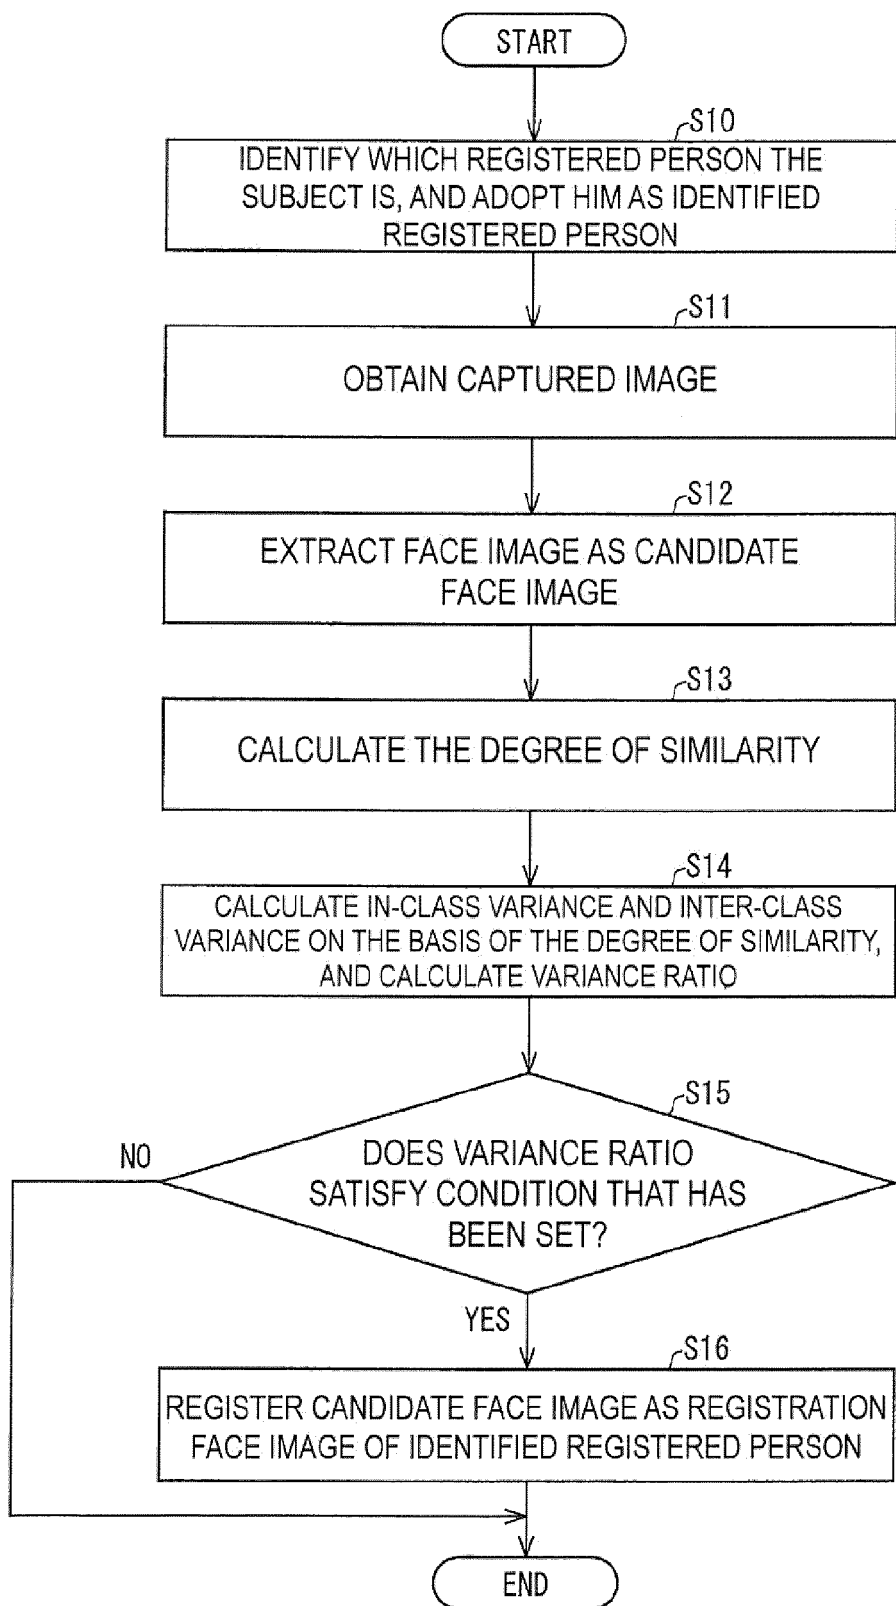 START
S10
IDENTIFY WHICH REGISTERED PERSON THE
SUBJECT IS, AND ADOPT HIM AS IDENTIFIED
REGISTERED PERSON
S11
OBTAIN CAPTURED IMAGE
S12
EXTRACT FACE IMAGE AS CANDIDATE
FACE IMAGE
S13
CALCULATE THE DEGREE OF SIMILARITY
S14
CALCULATE IN-CLASS VARIANCE AND INTER-CLASS
VARIANCE ON THE BASIS OF THE DEGREE OF SIMILARITY,
AND CALCULATE VARIANCE RATIO
S15
NO
DOES VARIANCE RATIO
SATISFY CONDITION THAT HAS
BEEN SET?
YES
S16
REGISTER CANDIDATE FACE IMAGE AS REGISTRATION
FACE IMAGE OF IDENTIFIED REGISTERED PERSON
END